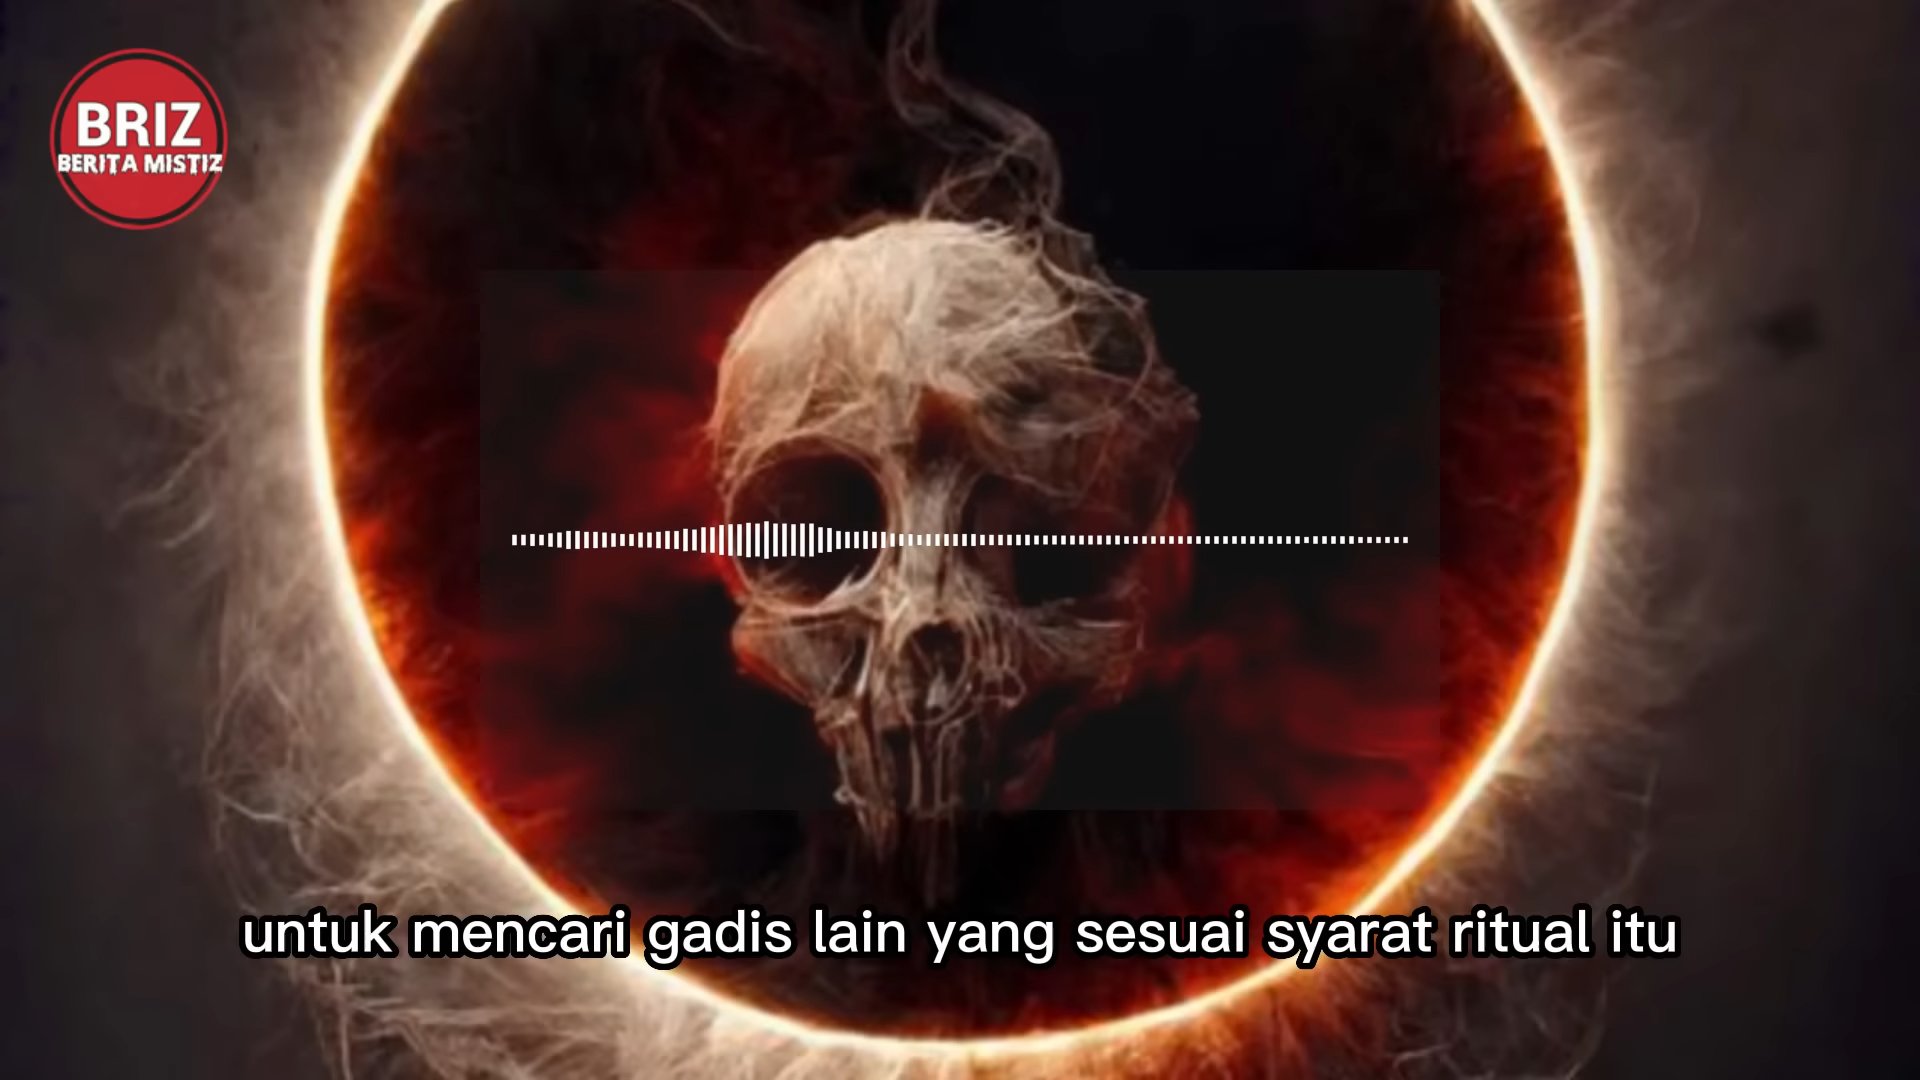 BRIZ
BERITA MISTIZ
untuk mencari gadis lain yang sesuai syarat ritual itu